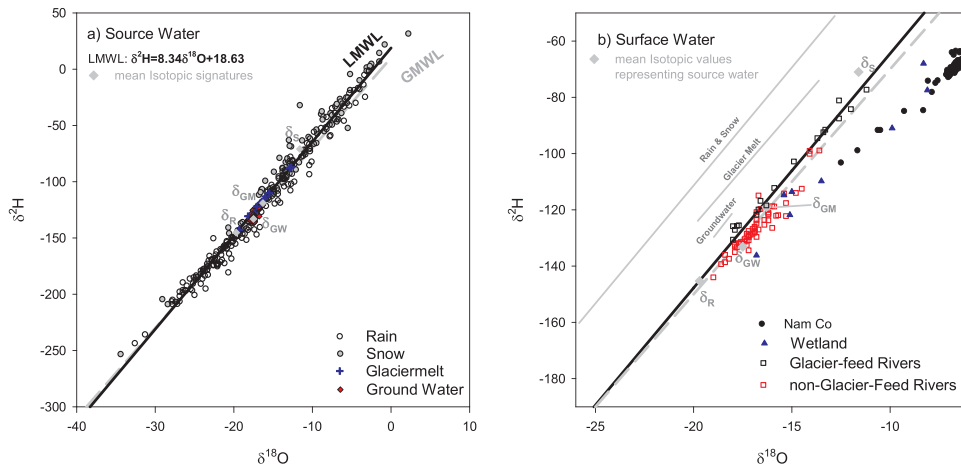 a) Source Water
LMWL: δ²H=8.34δ¹⁸O+18.63
mean Isotopic signatures
LMWL
GMWL
δS
δGM
δR
δGW
Rain
Snow
Glaciermelt
Ground Water
50
0
-50
-100
-150
-200
-250
-300
δ²H
-40
-30
-20
-10
0
10
δ¹⁸O
b) Surface Water
mean Isotopic values
representing source water
δS
Rain & Snow
Glacier Melt
Groundwater
δGM
δGW
δR
Nam Co
Wetland
Glacier-feed Rivers
non-Glacier-Feed Rivers
-60
-80
-100
-120
-140
-160
-180
δ²H
-25
-20
-15
-10
δ¹⁸O